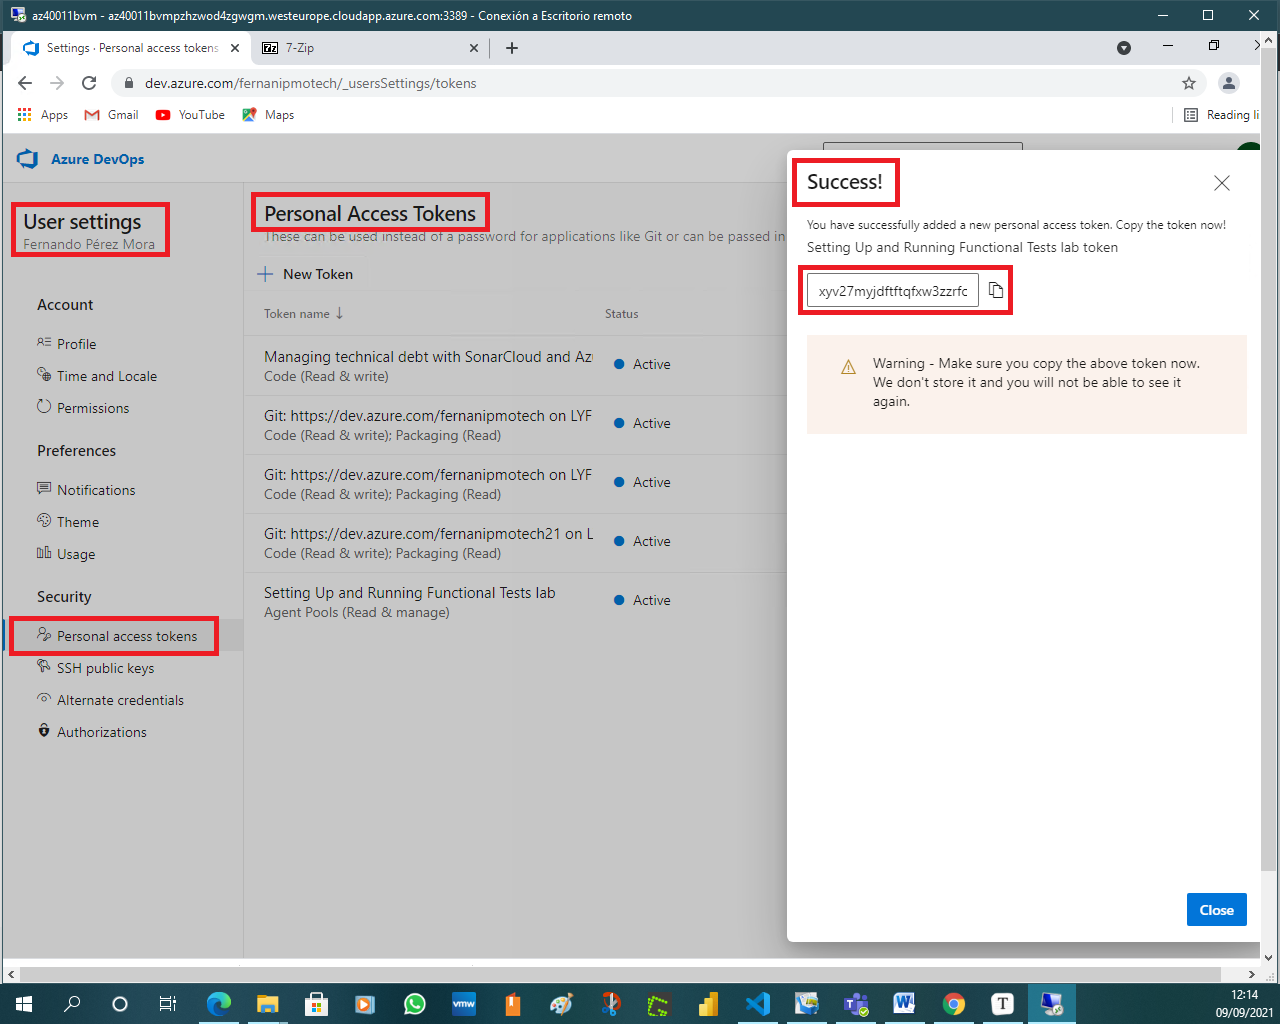 az40011bvm - az40011bvmpzhzwod4zgwgm.westeurope.cloudapp.azure.com:3389 - Conexión a Escritorio remoto
Settings · Personal access tokens
7-Zip
dev.azure.com/fernanipmotech/_usersSettings/tokens
Apps
Gmail
YouTube
Maps
Reading li
Azure DevOps
User settings
Fernando Pérez Mora
Account
Profile
Time and Locale
Permissions
Preferences
Notifications
Theme
Usage
Security
Personal access tokens
SSH public keys
Alternate credentials
Authorizations
Personal Access Tokens
These can be used instead of a password for applications like Git or can be passed in
New Token
Token name
Status
Managing technical debt with SonarCloud and Az
Code (Read & write)
Active
Git: https://dev.azure.com/fernanipmotech on LYF
Code (Read & write); Packaging (Read)
Active
Git: https://dev.azure.com/fernanipmotech on LYF
Code (Read & write); Packaging (Read)
Active
Git: https://dev.azure.com/fernanipmotech21 on L
Code (Read & write); Packaging (Read)
Active
Setting Up and Running Functional Tests lab
Agent Pools (Read & manage)
Active
Success!
You have successfully added a new personal access token. Copy the token now!
Setting Up and Running Functional Tests lab token
xyv27myjdftftqfxw3zzrfc
Warning - Make sure you copy the above token now.
We don't store it and you will not be able to see it
again.
Close
vmw
12:14
09/09/2021